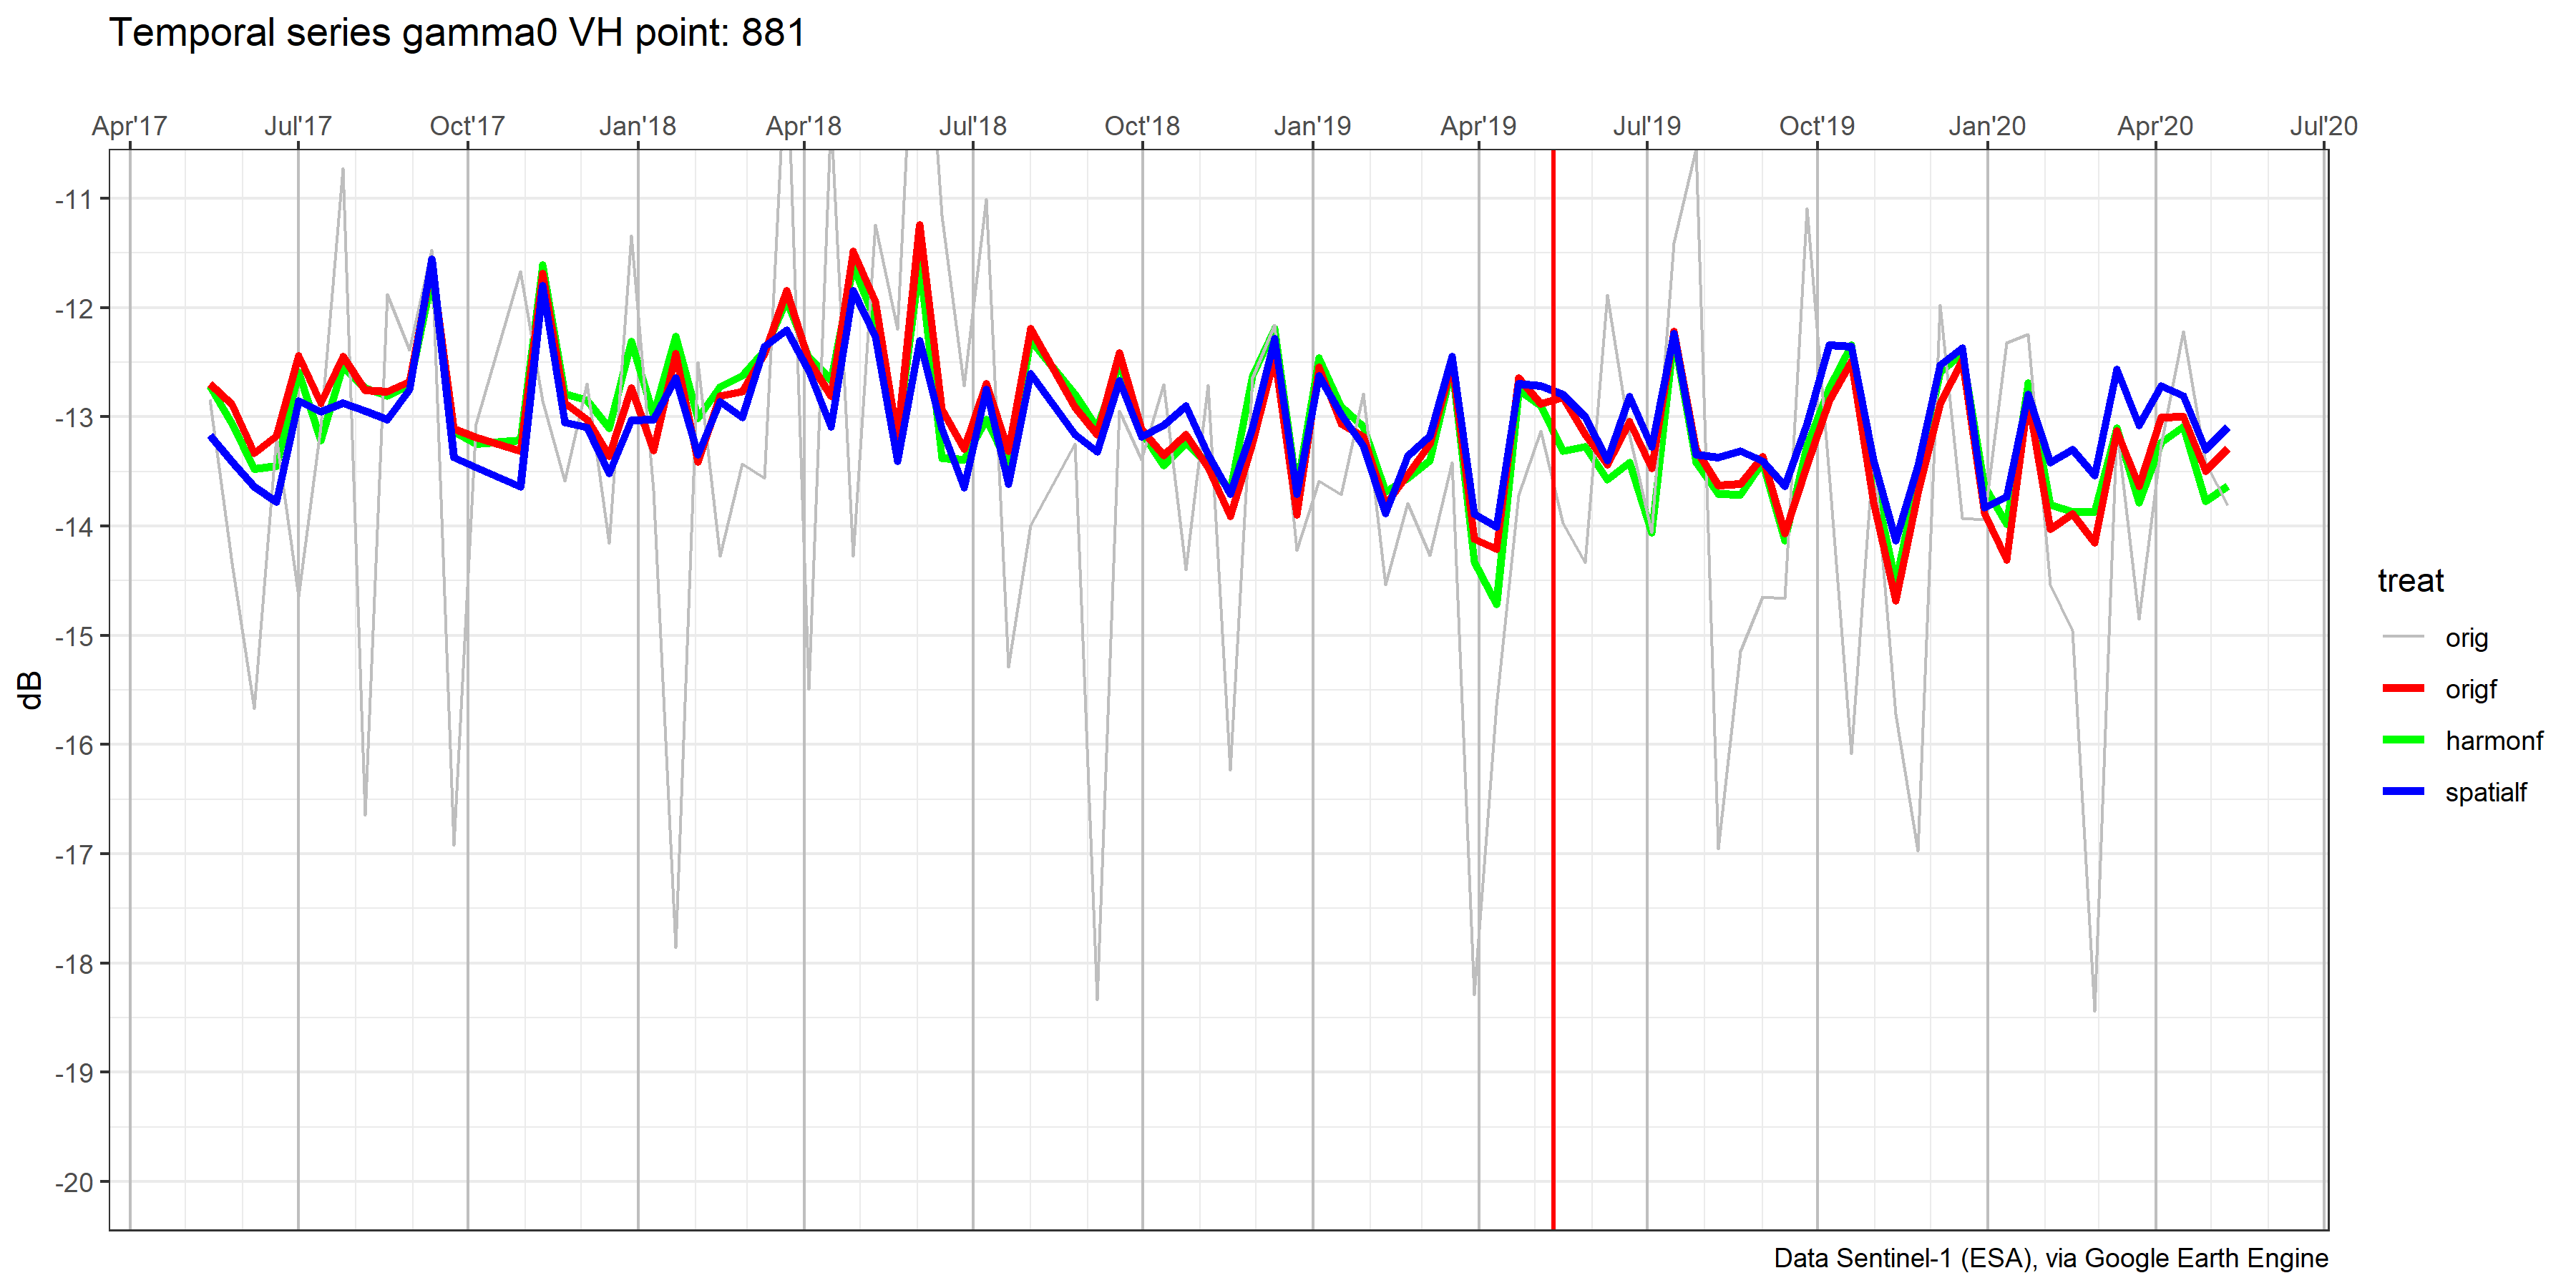 Temporal series gamma0 VH point: 881
Apr'17 Jul'17 Oct'17 Jan'18 Apr'18 Jul'18 Oct'18 Jan'19 Apr'19 Jul'19 Oct'19 Jan'20 Apr'20 Jul'20
-11
-12
-13
-14
-15
-16
-17
-18
-19
-20
dB
treat
orig
origf
harmonf
spatialf
Data Sentinel-1 (ESA), via Google Earth Engine